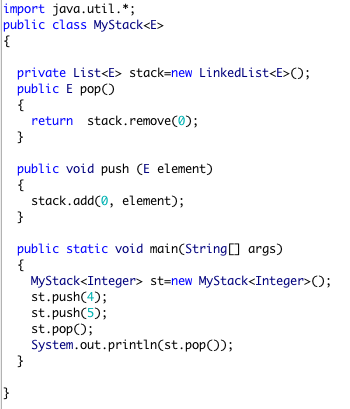 import java.util.*;
public class MyStack<E>
{
private List<E> stack=new LinkedList<E>();
public E pop()
{
return  stack.remove(0);
}
public void push (E element)
{
stack.add(0, element);
}
public static void main(String[] args)
{
MyStack<Integer> st=new MyStack<Integer>();
st.push(4);
st.push(5);
st.pop();
System.out.println(st.pop());
}
}